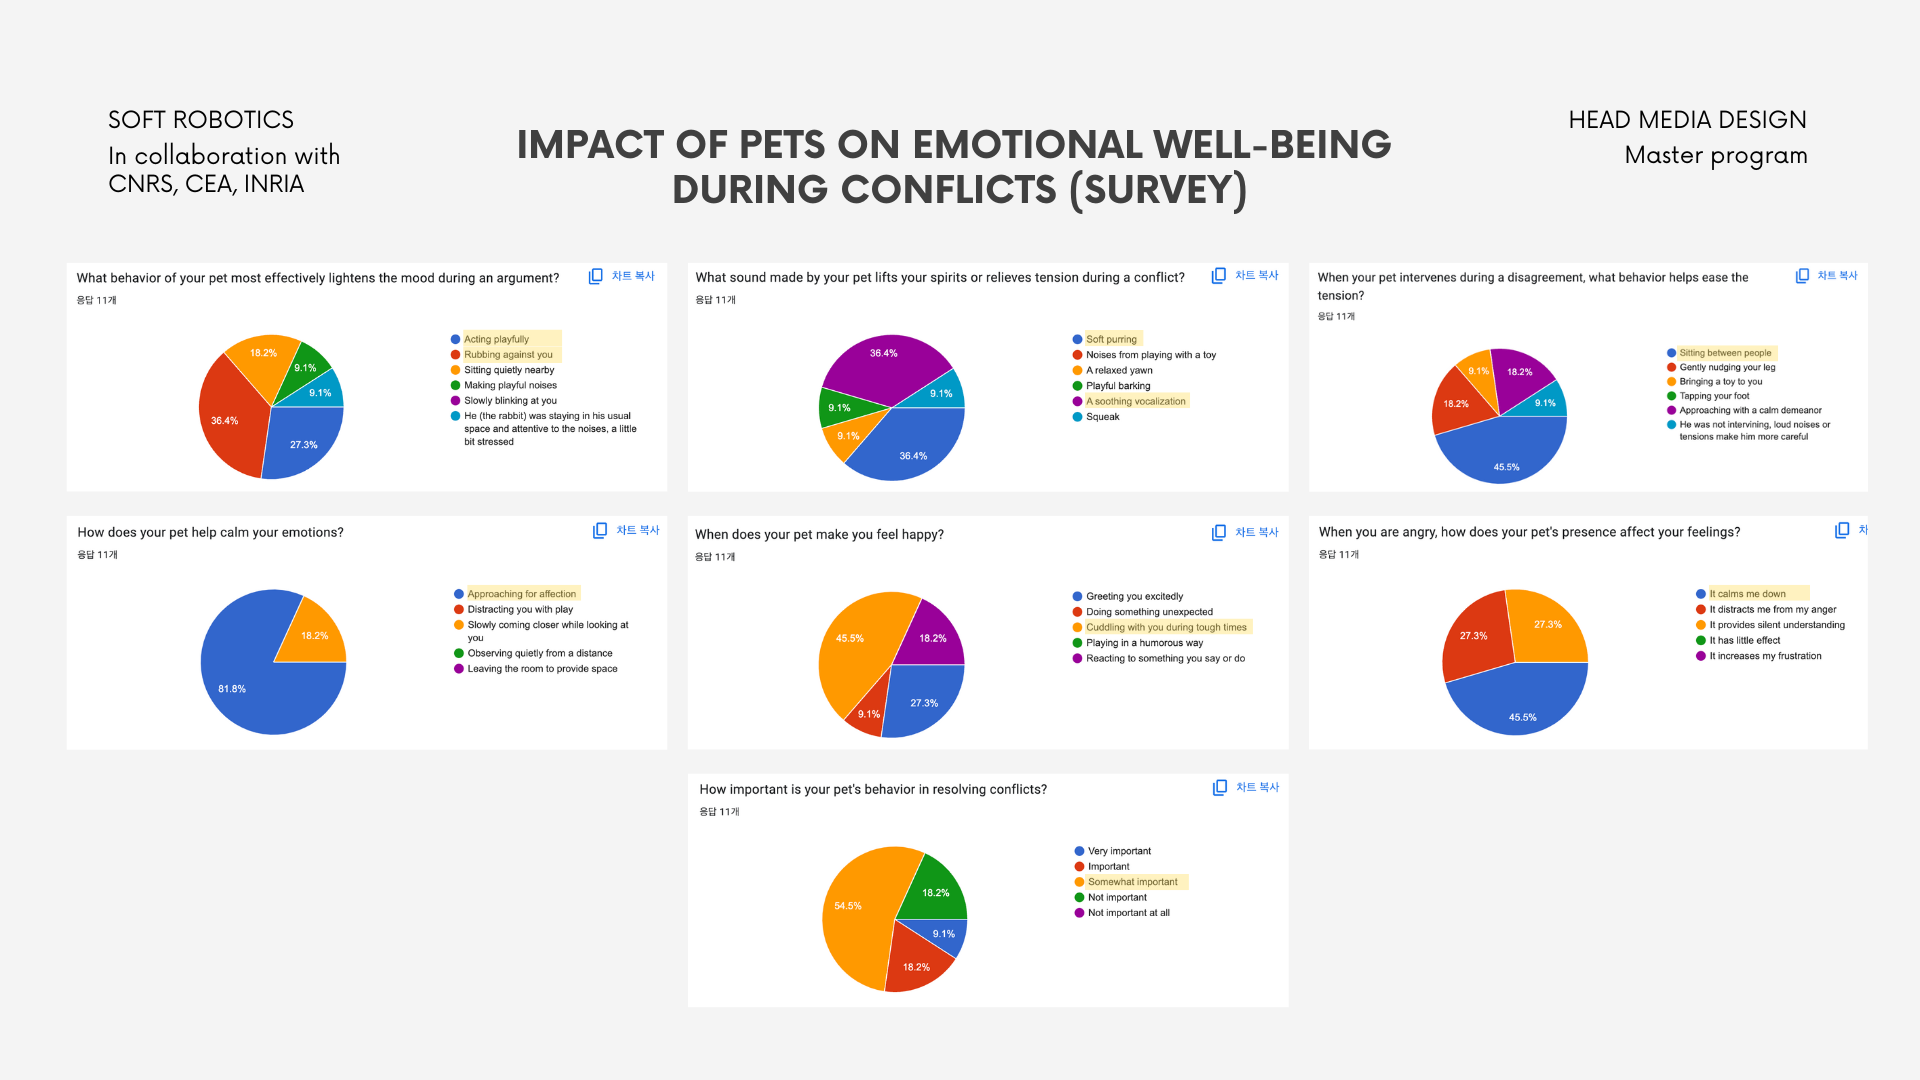 SOFT ROBOTICS
In collaboration with
CNRS, CEA, INRIA
IMPACT OF PETS ON EMOTIONAL WELL-BEING
DURING CONFLICTS (SURVEY)
HEAD MEDIA DESIGN
Master program
What behavior of your pet most effectively lightens the mood during an argument?
차트 복사
응답 11개
18.2%
9.1%
9.1%
36.4%
27.3%
Acting playfully
Rubbing against you
Sitting quietly nearby
Making playful noises
Slowly blinking at you
He (the rabbit) was staying in his usual
space and attentive to the noises, a little
bit stressed
What sound made by your pet lifts your spirits or relieves tension during a conflict?
차트 복사
응답 11개
36.4%
9.1%
9.1%
9.1%
36.4%
Soft purring
Noises from playing with a toy
A relaxed yawn
Playful barking
A soothing vocalization
Squeak
When your pet intervenes during a disagreement, what behavior helps ease the
tension?
차트 복사
응답 11개
9.1%
18.2%
18.2%
9.1%
45.5%
Sitting between people
Gently nudging your leg
Bringing a toy to you
Tapping your foot
Approaching with a calm demeanor
He was not intervining, loud noises or
tensions make him more careful
How does your pet help calm your emotions?
차트 복사
응답 11개
18.2%
81.8%
Approaching for affection
Distracting you with play
Slowly coming closer while looking at
you
Observing quietly from a distance
Leaving the room to provide space
When does your pet make you feel happy?
차트 복사
응답 11개
45.5%
18.2%
9.1%
27.3%
Greeting you excitedly
Doing something unexpected
Cuddling with you during tough times
Playing in a humorous way
Reacting to something you say or do
When you are angry, how does your pet's presence affect your feelings?
차
응답 11개
27.3%
27.3%
45.5%
It calms me down
It distracts me from my anger
It provides silent understanding
It has little effect
It increases my frustration
How important is your pet's behavior in resolving conflicts?
차트 복사
응답 11개
54.5%
18.2%
9.1%
18.2%
Very important
Important
Somewhat important
Not important
Not important at all